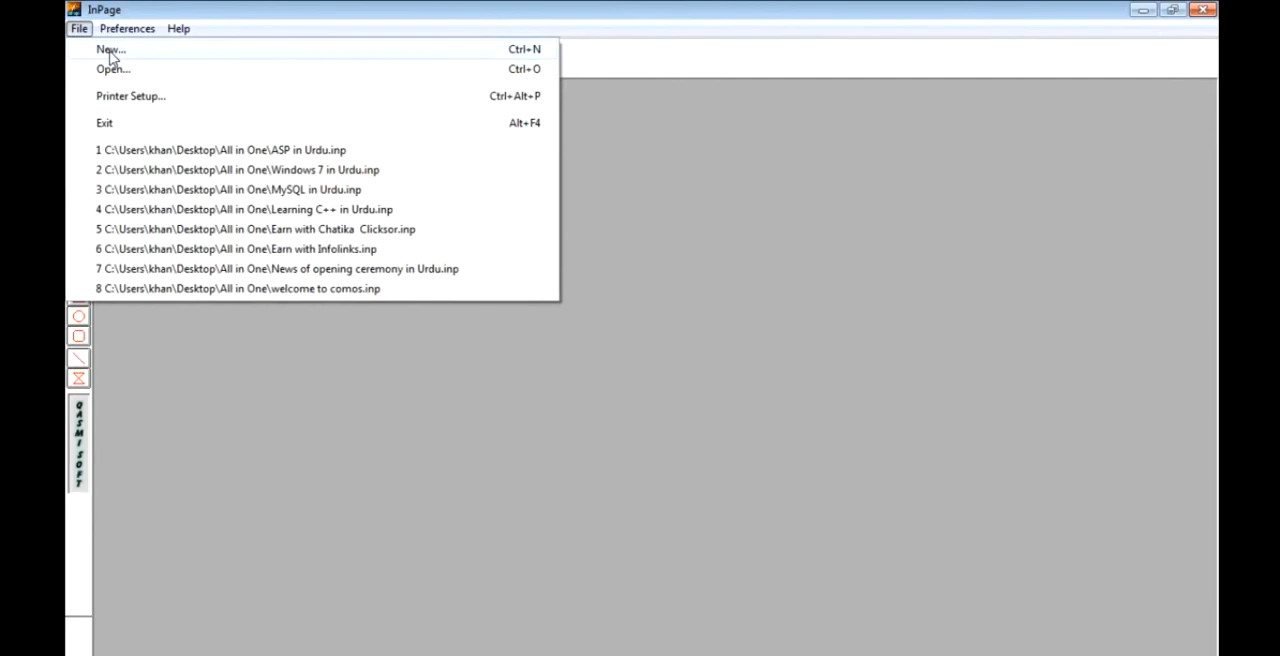 InPage
File Preferences Help
New... Ctrl+N
Open... Ctrl+O
Printer Setup... Ctrl+Alt+P
Exit Alt+F4
1 C:\Users\khan\Desktop\All in One\ASP in Urdu.inp
2 C:\Users\khan\Desktop\All in One\Windows 7 in Urdu.inp
3 C:\Users\khan\Desktop\All in One\MySQL in Urdu.inp
4 C:\Users\khan\Desktop\All in One\Learning C++ in Urdu.inp
5 C:\Users\khan\Desktop\All in One\Earn with Chatika  Clicksor.inp
6 C:\Users\khan\Desktop\All in One\Earn with Infolinks.inp
7 C:\Users\khan\Desktop\All in One\News of opening ceremony in Urdu.inp
8 C:\Users\khan\Desktop\All in One\welcome to comos.inp
QASMI SOFT